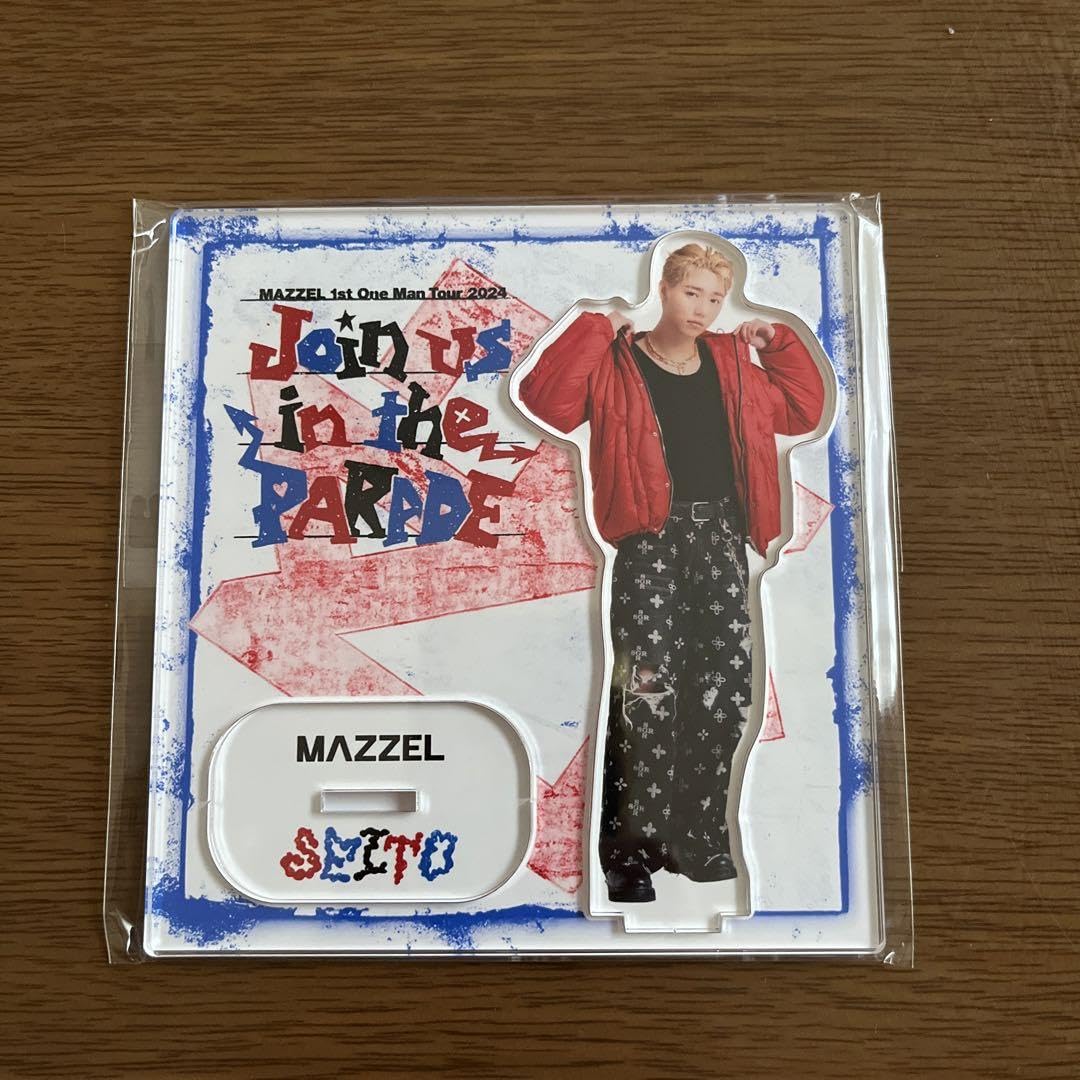 MAZZEL 1st One Man Tour 2024
Join us
in the
PARADE
MAZZEL
SEITO